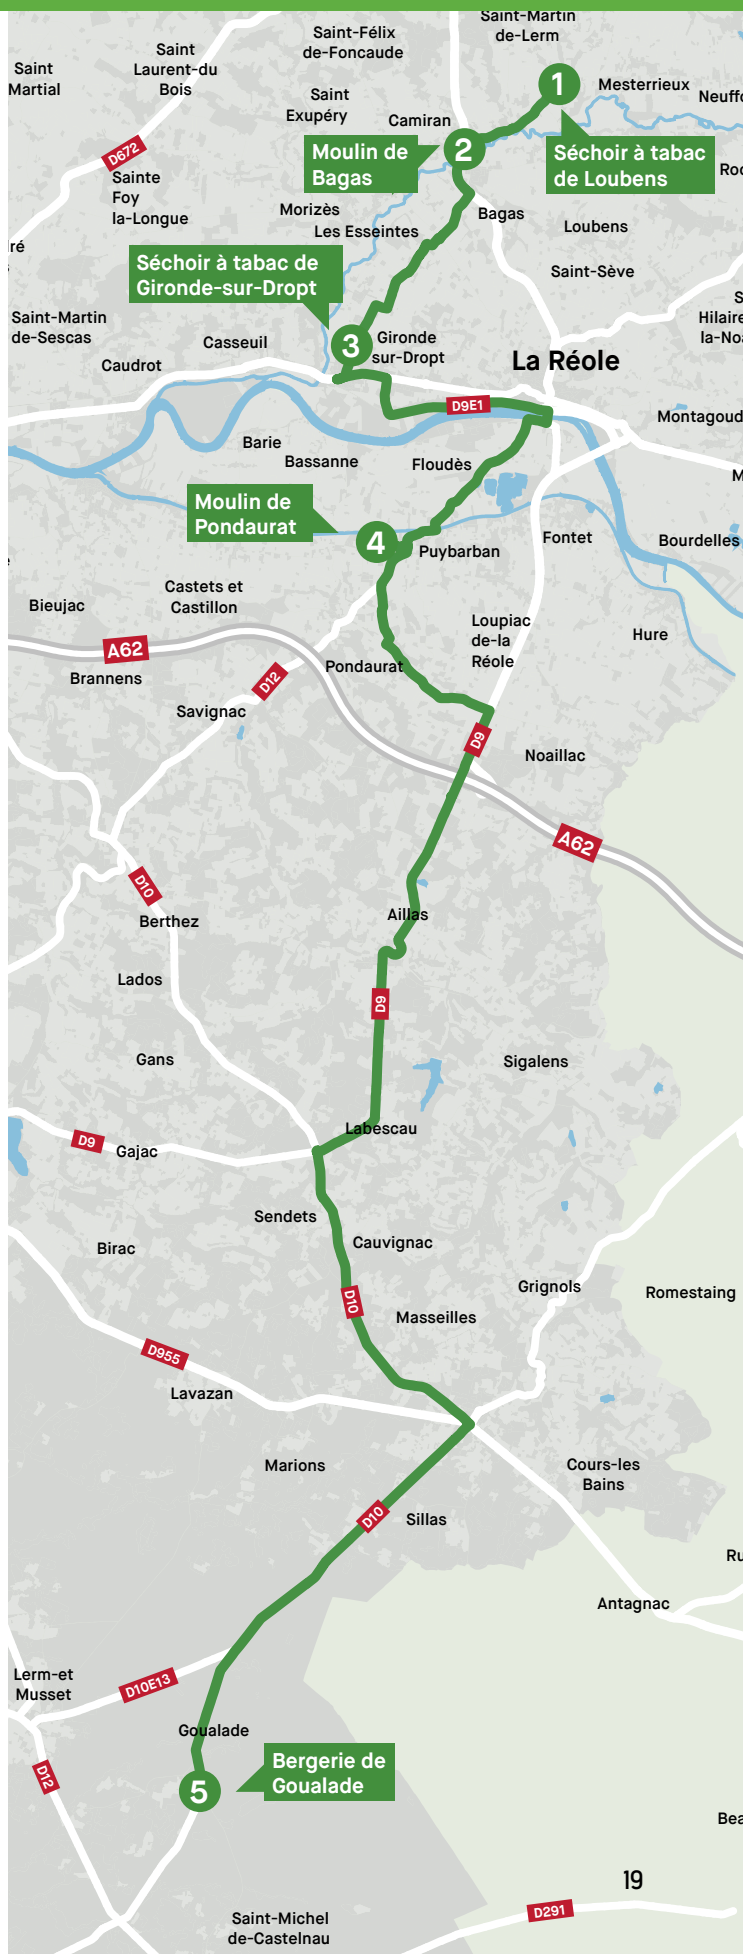 Saint-Martin
de-Lerm
Saint-Félix
de-Foncaude
Saint
Laurent-du
Bois
Saint
Martial
1
Mesterrieux
Saint
Exupéry
Camiran
D672
Moulin de
Bagas
2
Séchoir à tabac
de Loubens
Sainte
Foy
la-Longue
Morizès
Les Esseintes
Bagas
Loubens
Saint-Sève
Séchoir à tabac de
Gironde-sur-Dropt
Saint-Martin
de-Sescas
Hilaire
Casseuil
3
Gironde
sur-Dropt
La Réole
Caudrot
D9E1
Montagoud
Barie
Bassanne
Floudès
Moulin de
Pondaurat
4
Puybarban
Fontet
Bourdelles
Castets et
Castillon
Bieujac
Loupiac
de-la
Réole
Hure
A62
Brannens
D12
Pondaurat
Savignac
D9
Noaillac
A62
D10
Berthez
Aillas
Lados
D9
Gans
Sigalens
D9
Gajac
Labescau
Sendets
Birac
Cauvignac
Grignols
Romestaing
D10
Masseilles
D955
Lavazan
Marions
Cours-les
Bains
D10
Sillas
Antagnac
Lerm-et
Musset
D10E13
Goualade
D12
5
Bergerie de
Goualade
19
D291
Saint-Michel
de-Castelnau